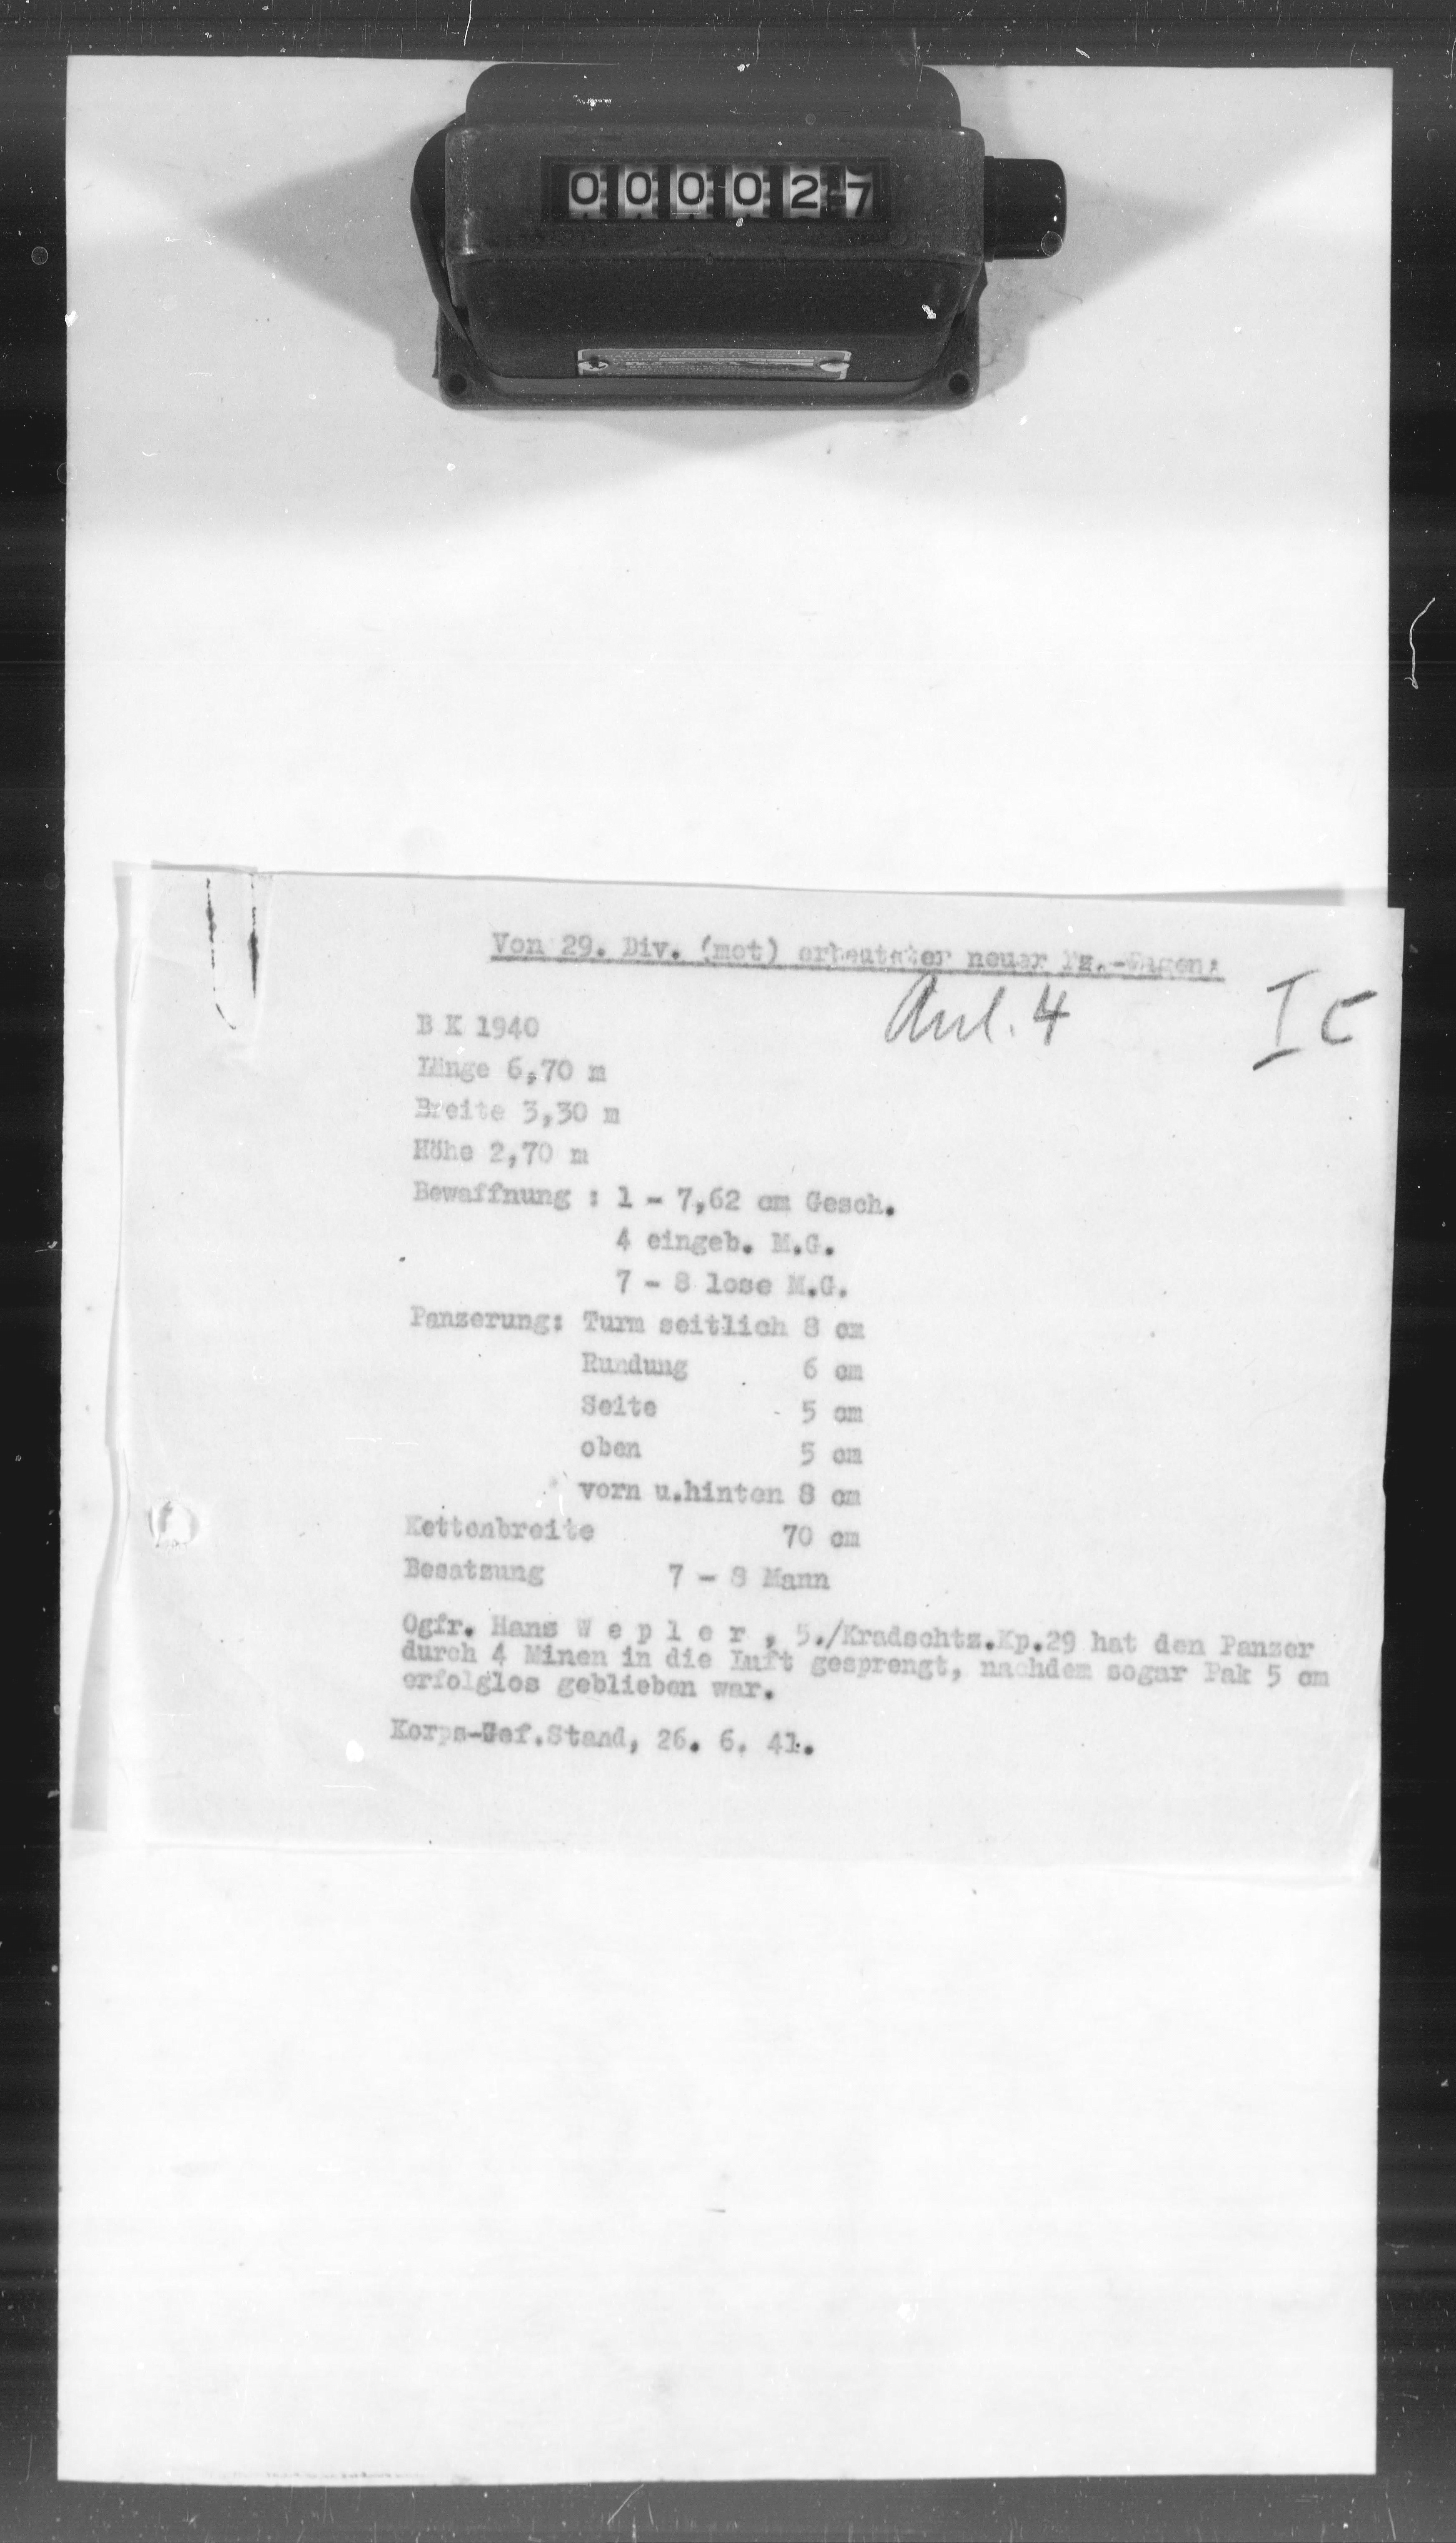 000027
Von 29. Div. (mot) erbeuteter neuer Pz.-Wagen:
Anl. 4
I c
B K 1940
Länge 6,70 m
Breite 3,30 m
Höhe 2,70 m
Bewaffnung : 1 - 7,62 cm Gesch.
4 eingeb. M.G.
7 - 8 lose M.G.
Panzerung: Turm seitlich 8 cm
Rundung 6 cm
Seite 5 cm
oben 5 cm
vorn u.hinten 8 cm
Kettenbreite 70 cm
Besatzung 7 - 8 Mann
Ogfr. Hans W e p l e r , 5./Kradschtz.Kp.29 hat den Panzer
durch 4 Minen in die Luft gesprengt, nachdem sogar Pak 5 cm
erfolglos geblieben war.
Korps-Gef.Stand, 26. 6. 41.